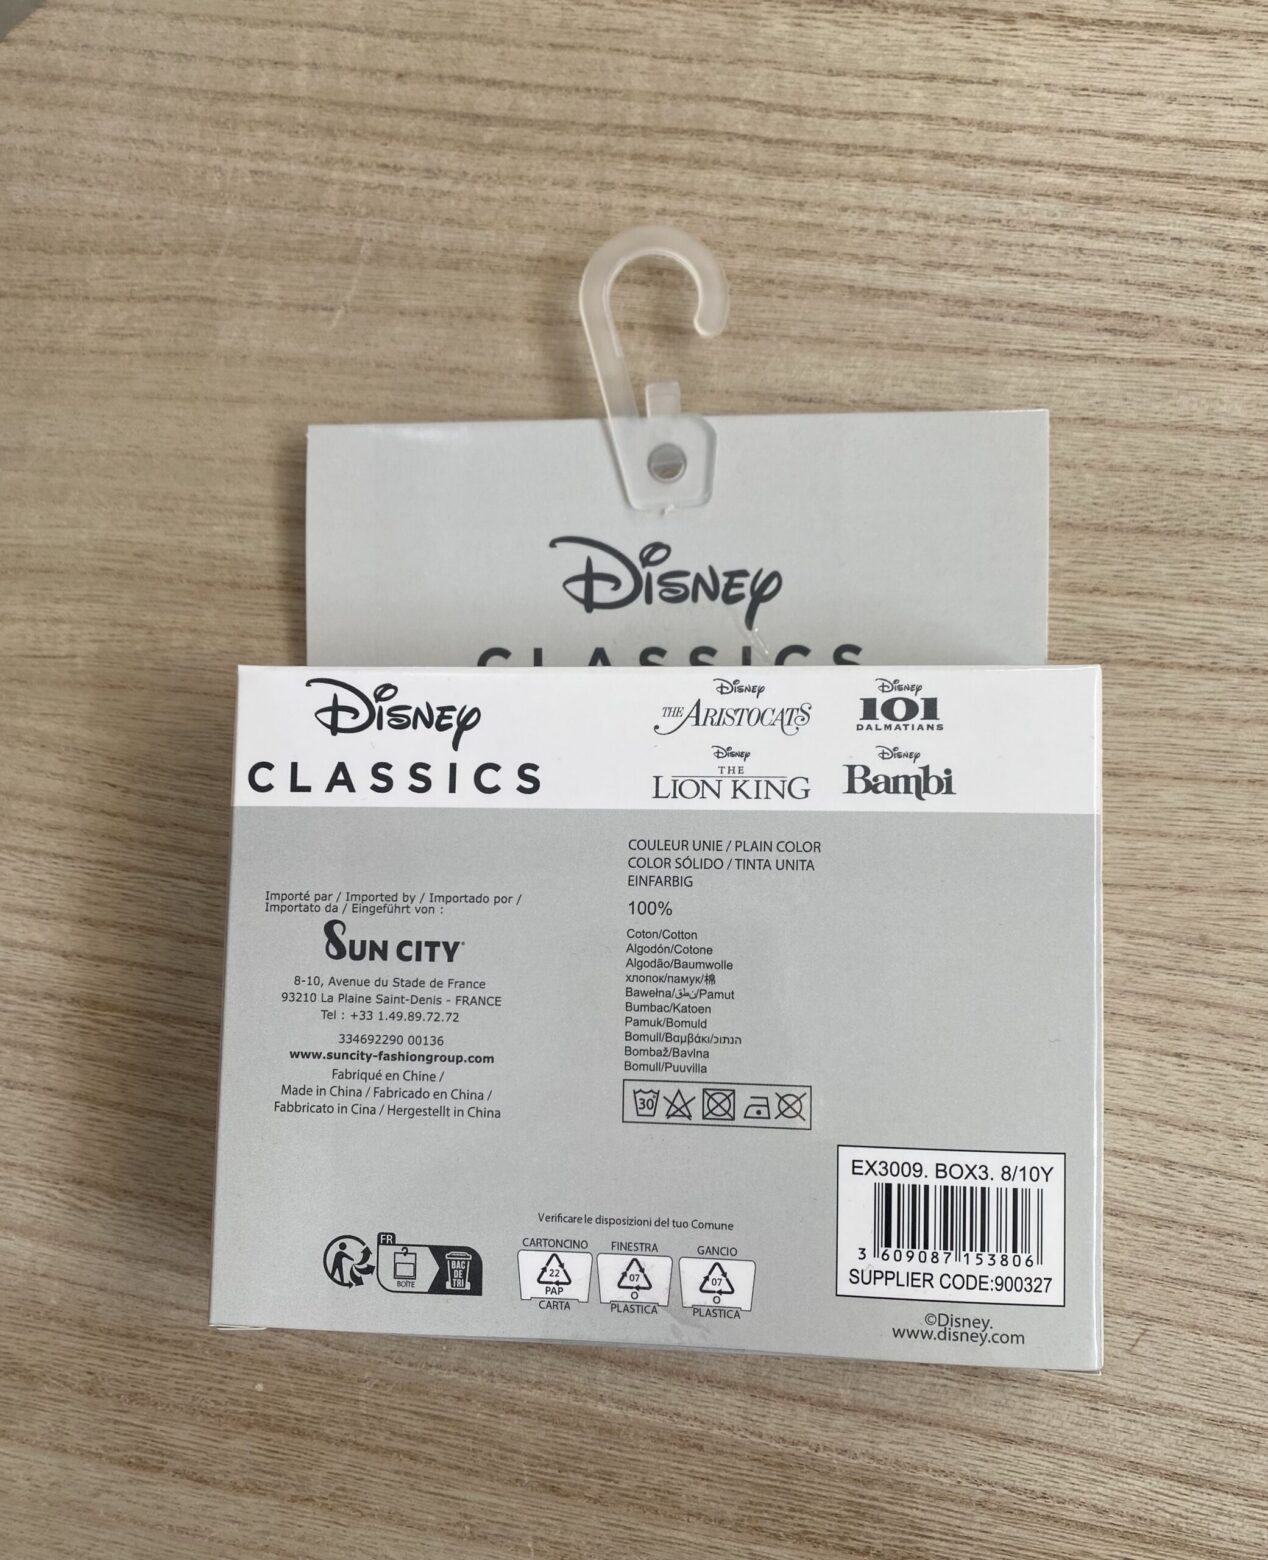 Disney
CLASSICS
Disney
CLASSICS
Disney
THE ARISTOCATS
Disney
101
DALMATIANS
Disney
THE
LION KING
Disney
Bambi
Importé par / Imported by / Importado por /
Importato da / Eingeführt von :
SUN CITY
8-10, Avenue du Stade de France
93210 La Plaine Saint-Denis - FRANCE
Tel : +33 1.49.89.72.72
334692290 00136
www.suncity-fashiongroup.com
Fabriqué en Chine /
Made in China / Fabricado en China /
Fabbricato in Cina / Hergestellt in China
COULEUR UNIE / PLAIN COLOR
COLOR SÓLIDO / TINTA UNITA
EINFARBIG
100%
Coton/Cotton
Algodón/Cotone
Algodão/Baumwolle
хлопок/памук/棉
Bawełna/نطق/Pamut
Bumbac/Katoen
Pamuk/Bomuld
Bomull/Βαμβάκι/הנתוכ
Bombaž/Bavlna
Bomull/Puuvilla
30
FR
BOÎTE
BAC
DE
TRI
Verificare le disposizioni del tuo Comune
CARTONCINO
22
PAP
CARTA
FINESTRA
07
O
PLASTICA
GANCIO
07
O
PLASTICA
EX3009. BOX3. 8/10Y
3 609087 153806
SUPPLIER CODE:900327
©Disney.
www.disney.com